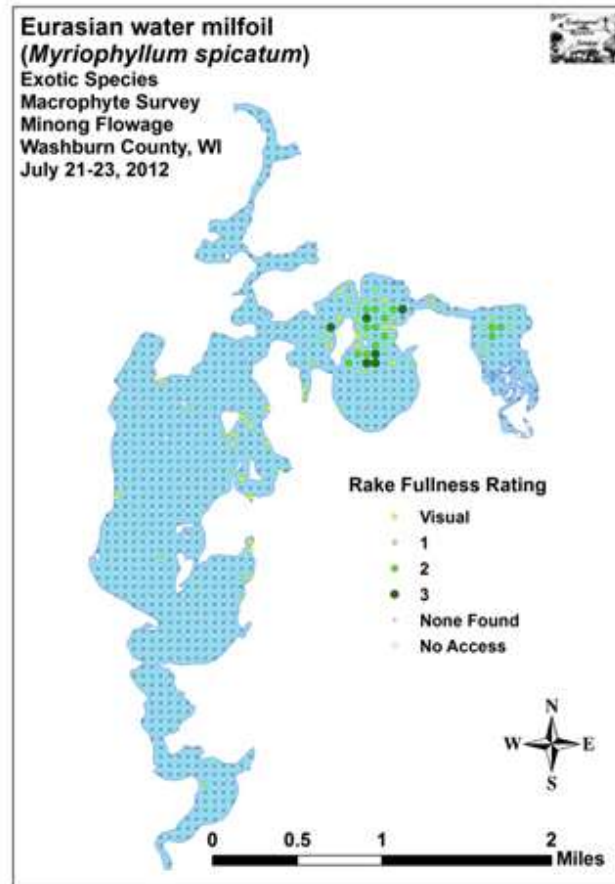 Eurasian water milfoil
(Myriophyllum spicatum)
Exotic Species
Macrophyte Survey
Minong Flowage
Washburn County, WI
July 21-23, 2012
Rake Fullness Rating
Visual
1
2
3
None Found
No Access
N
W E
S
0 0.5 1 2
Miles